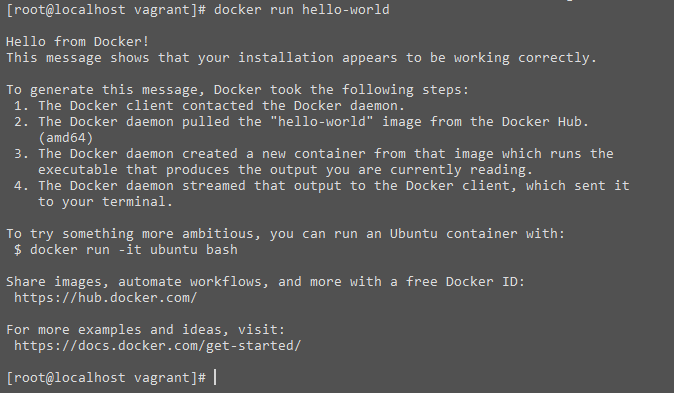 [root@localhost vagrant]# docker run hello-world
Hello from Docker!
This message shows that your installation appears to be working correctly.
To generate this message, Docker took the following steps:
1. The Docker client contacted the Docker daemon.
2. The Docker daemon pulled the "hello-world" image from the Docker Hub.
(amd64)
3. The Docker daemon created a new container from that image which runs the
executable that produces the output you are currently reading.
4. The Docker daemon streamed that output to the Docker client, which sent it
to your terminal.
To try something more ambitious, you can run an Ubuntu container with:
$ docker run -it ubuntu bash
Share images, automate workflows, and more with a free Docker ID:
https://hub.docker.com/
For more examples and ideas, visit:
https://docs.docker.com/get-started/
[root@localhost vagrant]#